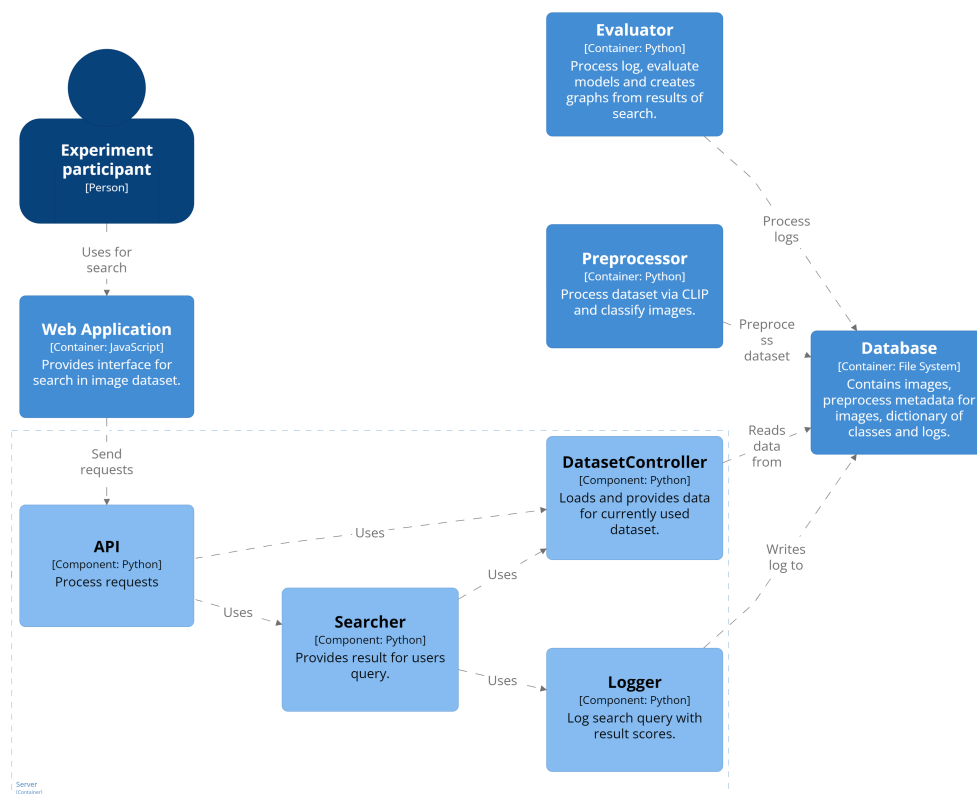 Evaluator
[Container: Python]
Process log, evaluate
models and creates
graphs from results of
search.
Experiment
participant
[Person]
Uses for
search
Process
logs
Preprocessor
[Container: Python]
Process dataset via CLIP
and classify images.
Web Application
[Container: JavaScript]
Provides interface for
search in image dataset.
Preproce
ss
dataset
Database
[Container: File System]
Contains images,
preprocess metadata for
images, dictionary of
classes and logs.
Send
requests
Reads
data
from
DatasetController
[Component: Python]
Loads and provides data
for currently used
dataset.
API
[Component: Python]
Process requests
Uses
Uses
Uses
Writes
log to
Searcher
[Component: Python]
Provides result for users
query.
Uses
Logger
[Component: Python]
Log search query with
result scores.
Server
[Container]